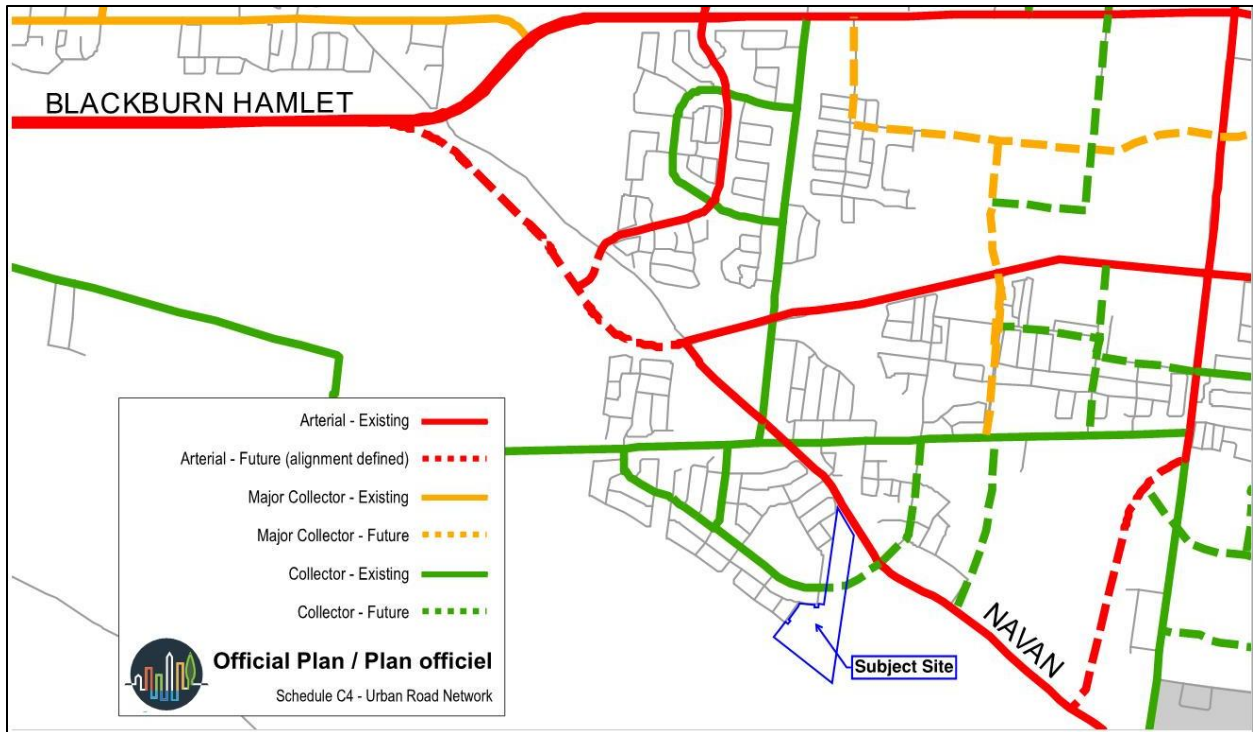 BLACKBURN HAMLET
Arterial - Existing
Arterial - Future (alignment defined)
Major Collector - Existing
Major Collector - Future
Collector - Existing
Collector - Future
Official Plan / Plan officiel
Schedule C4 - Urban Road Network
NAVAN
Subject Site